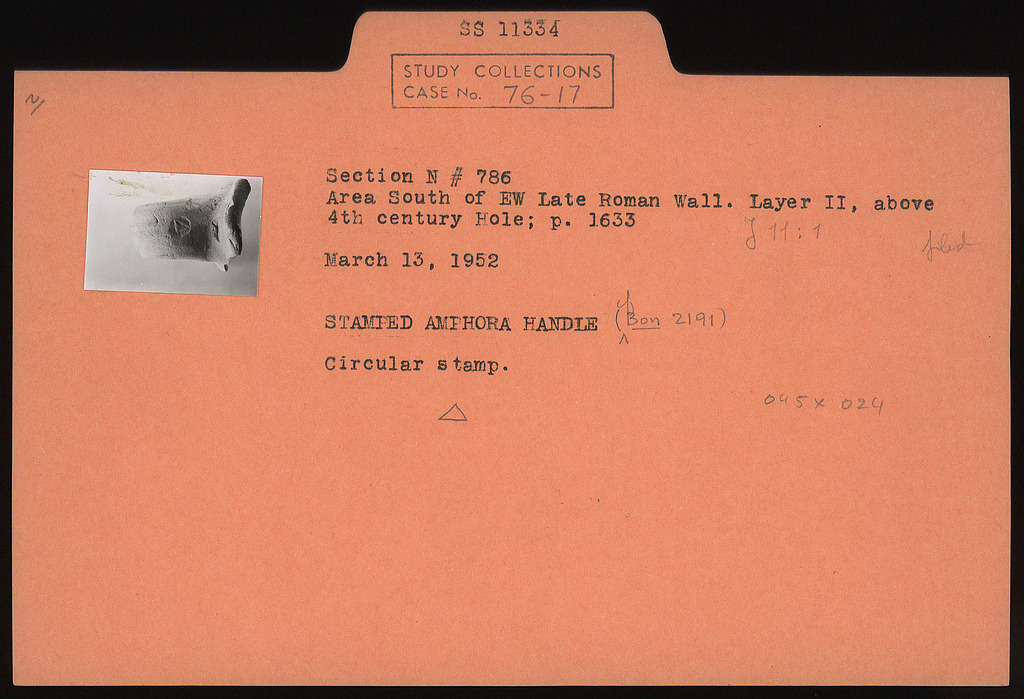 SS 11334
STUDY COLLECTIONS
CASE No. 76-17
N
Section N # 786
Area South of EW Late Roman Wall. Layer II, above
4th century Hole; p. 1633
J 11:1
March 13, 1952
STAMPED AMPHORA HANDLE (Bon 2191)
Circular stamp.
△
045 x 024